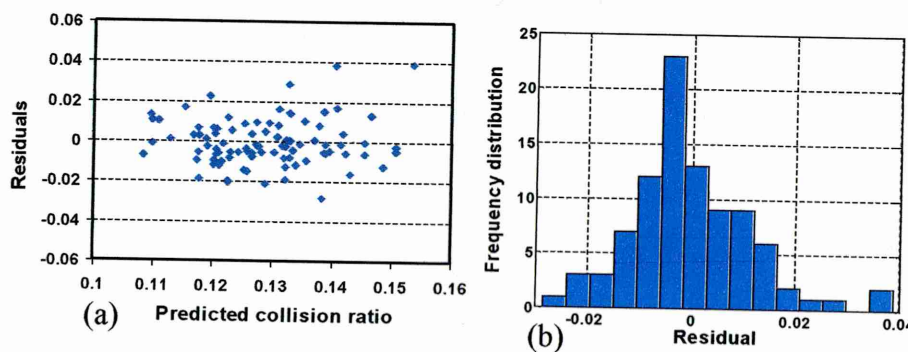 0.06
0.04
0.02
0
-0.02
-0.04
-0.06
Residuals
0.1 0.11 0.12 0.13 0.14 0.15 0.16
(a) Predicted collision ratio
25
20
15
10
5
0
Frequency distribution
-0.02 0 0.02 0.04
(b) Residual